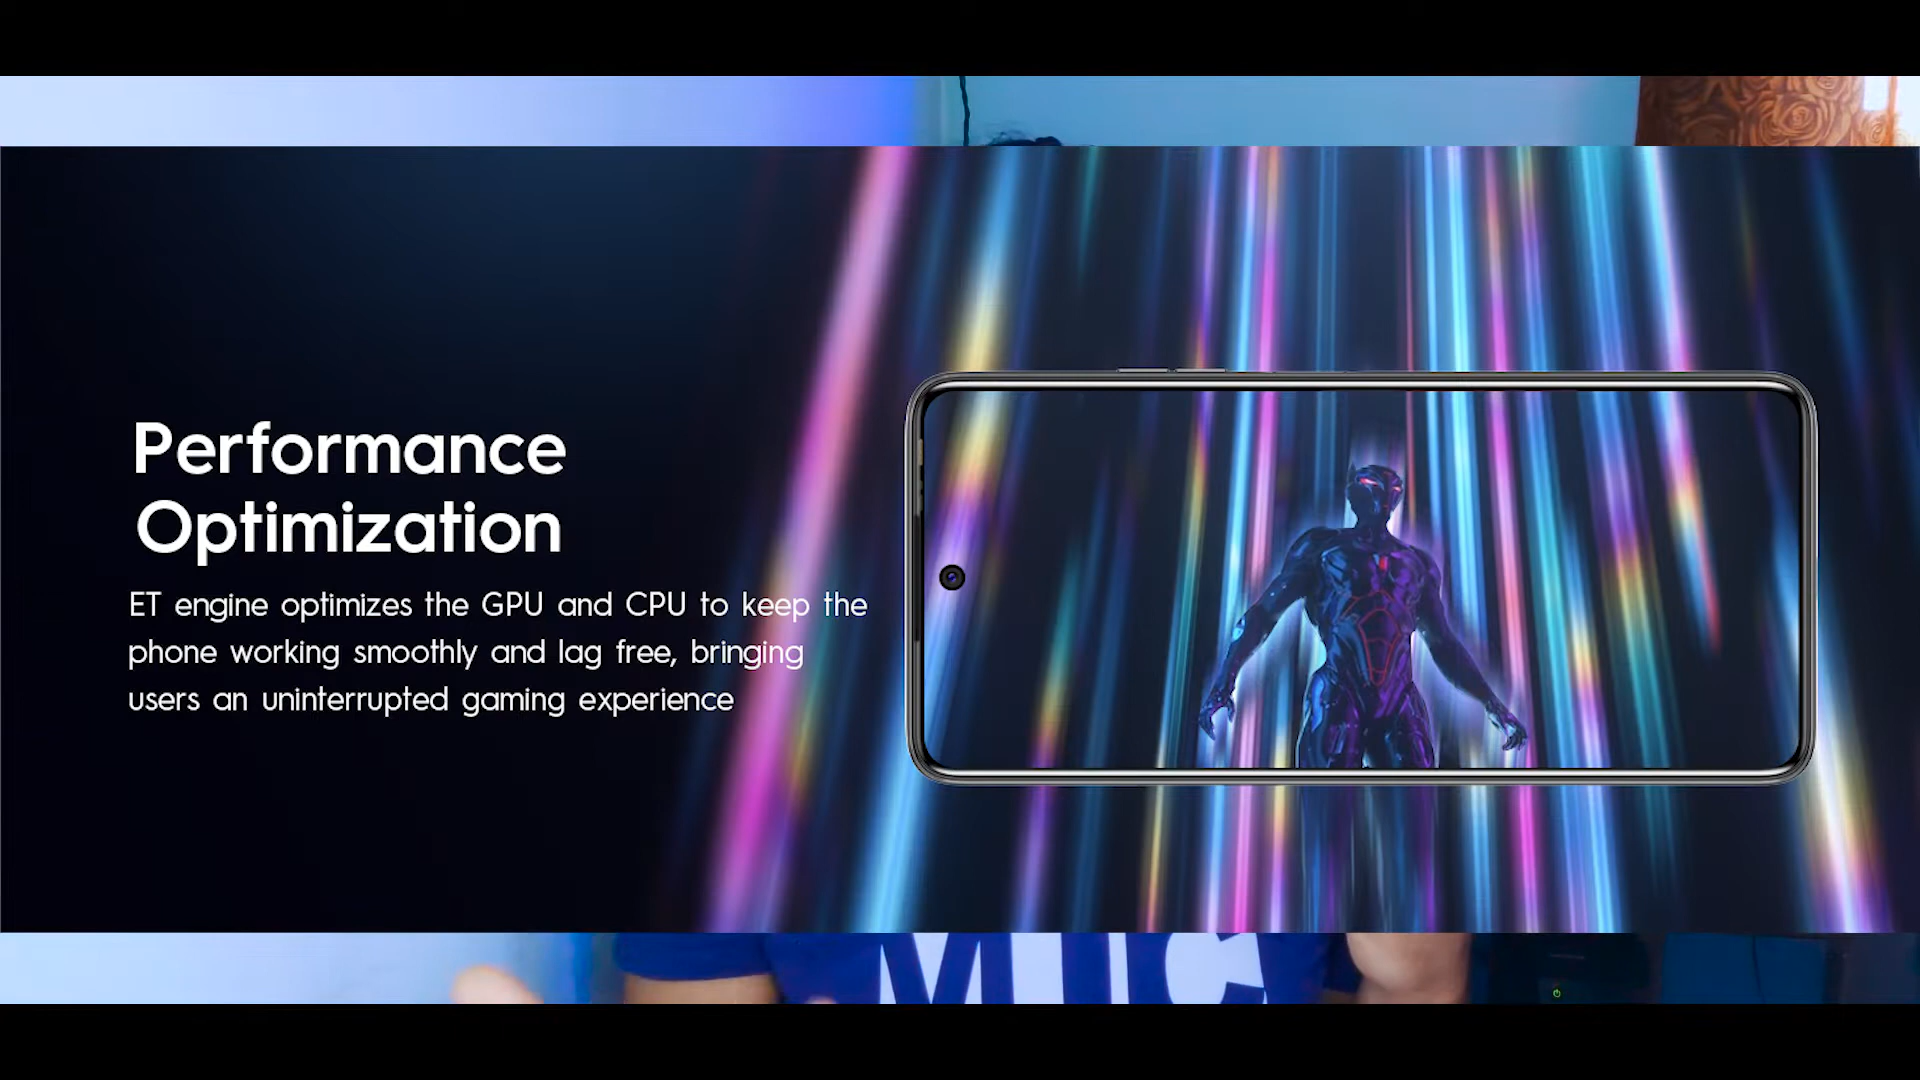 Performance
Optimization
ET engine optimizes the GPU and CPU to keep the
phone working smoothly and lag free, bringing
users an uninterrupted gaming experience